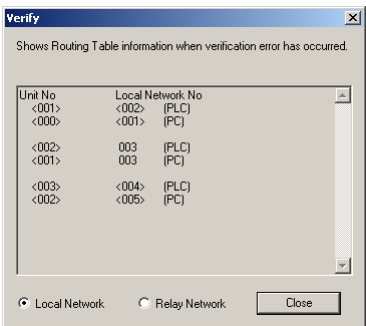 Verify
Shows Routing Table information when verification error has occurred.
Unit No Local Network No
<001> <002> (PLC)
<000> <001> (PC)
<002> 003 (PLC)
<001> 003 (PC)
<003> <004> (PLC)
<002> <005> (PC)
Local Network Relay Network Close